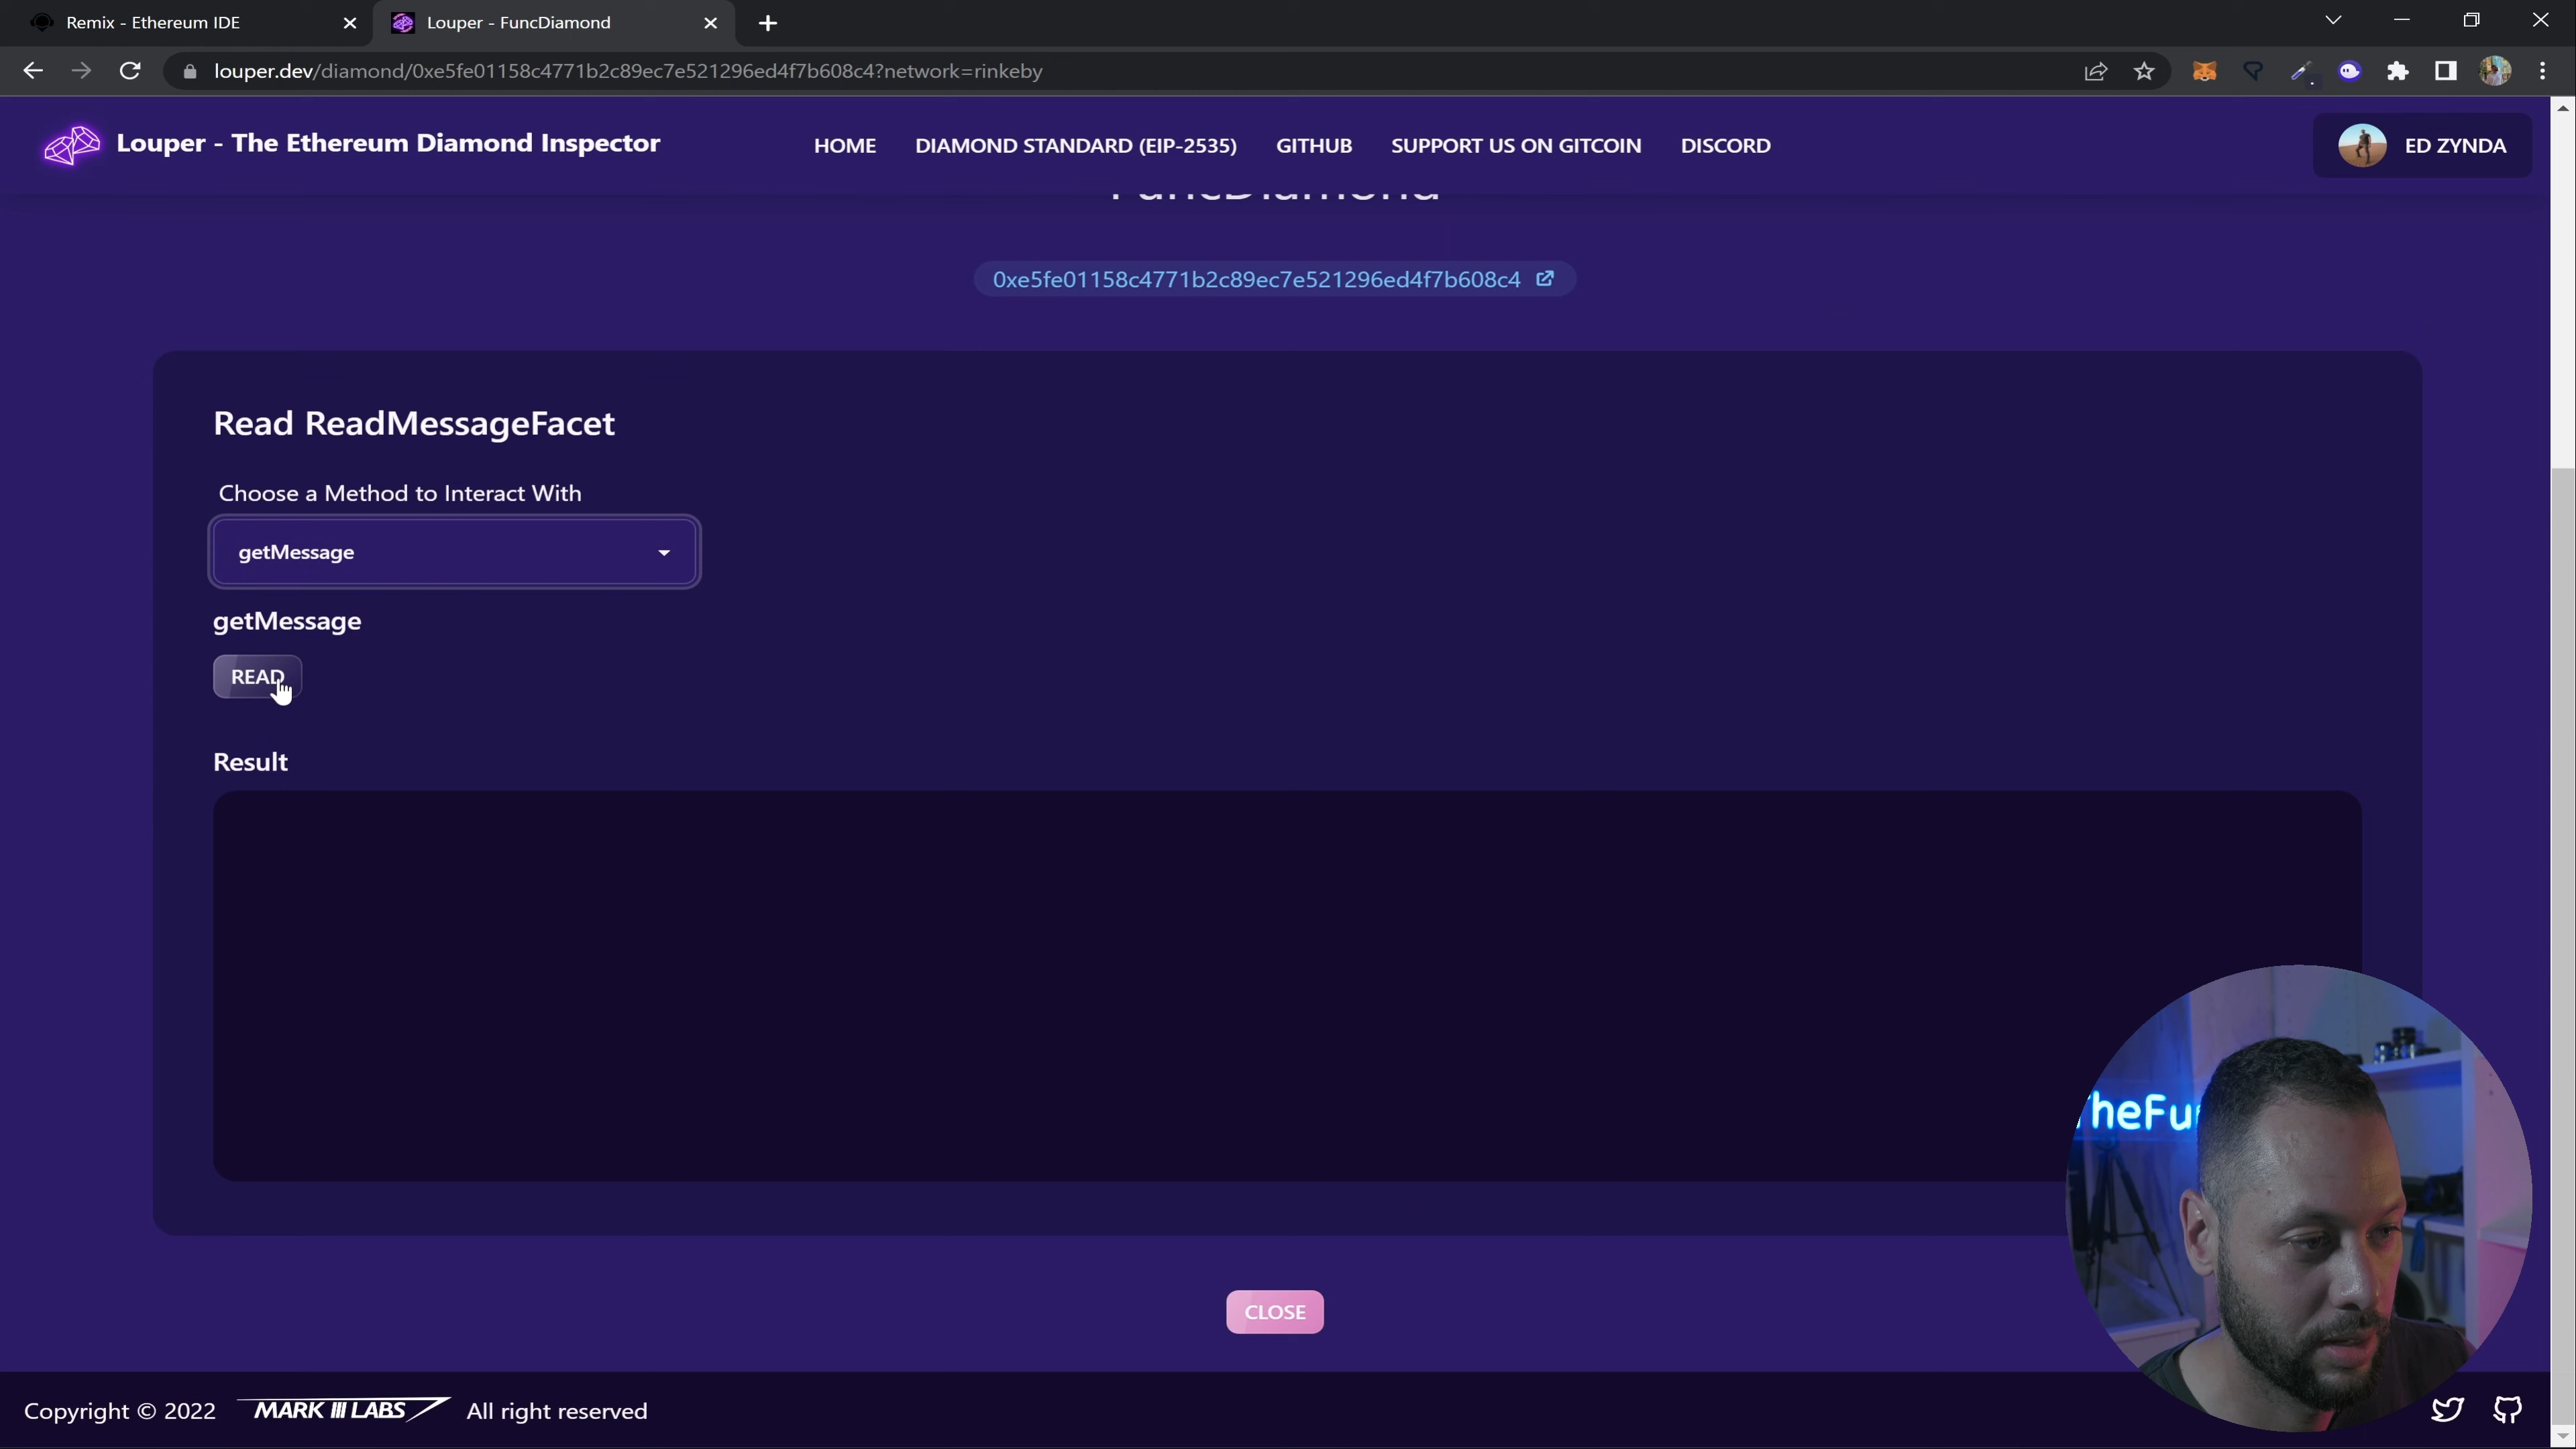 Remix - Ethereum IDE
Louper - FuncDiamond
louper.dev/diamond/0xe5fe01158c4771b2c89ec7e521296ed4f7b608c4?network=rinkeby
Louper - The Ethereum Diamond Inspector
HOME
DIAMOND STANDARD (EIP-2535)
GITHUB
SUPPORT US ON GITCOIN
DISCORD
ED ZYNDA
FuncDiamond
0xe5fe01158c4771b2c89ec7e521296ed4f7b608c4
Read ReadMessageFacet
Choose a Method to Interact With
getMessage
getMessage
READ
Result
TheFu
CLOSE
Copyright © 2022 MARK III LABS All right reserved